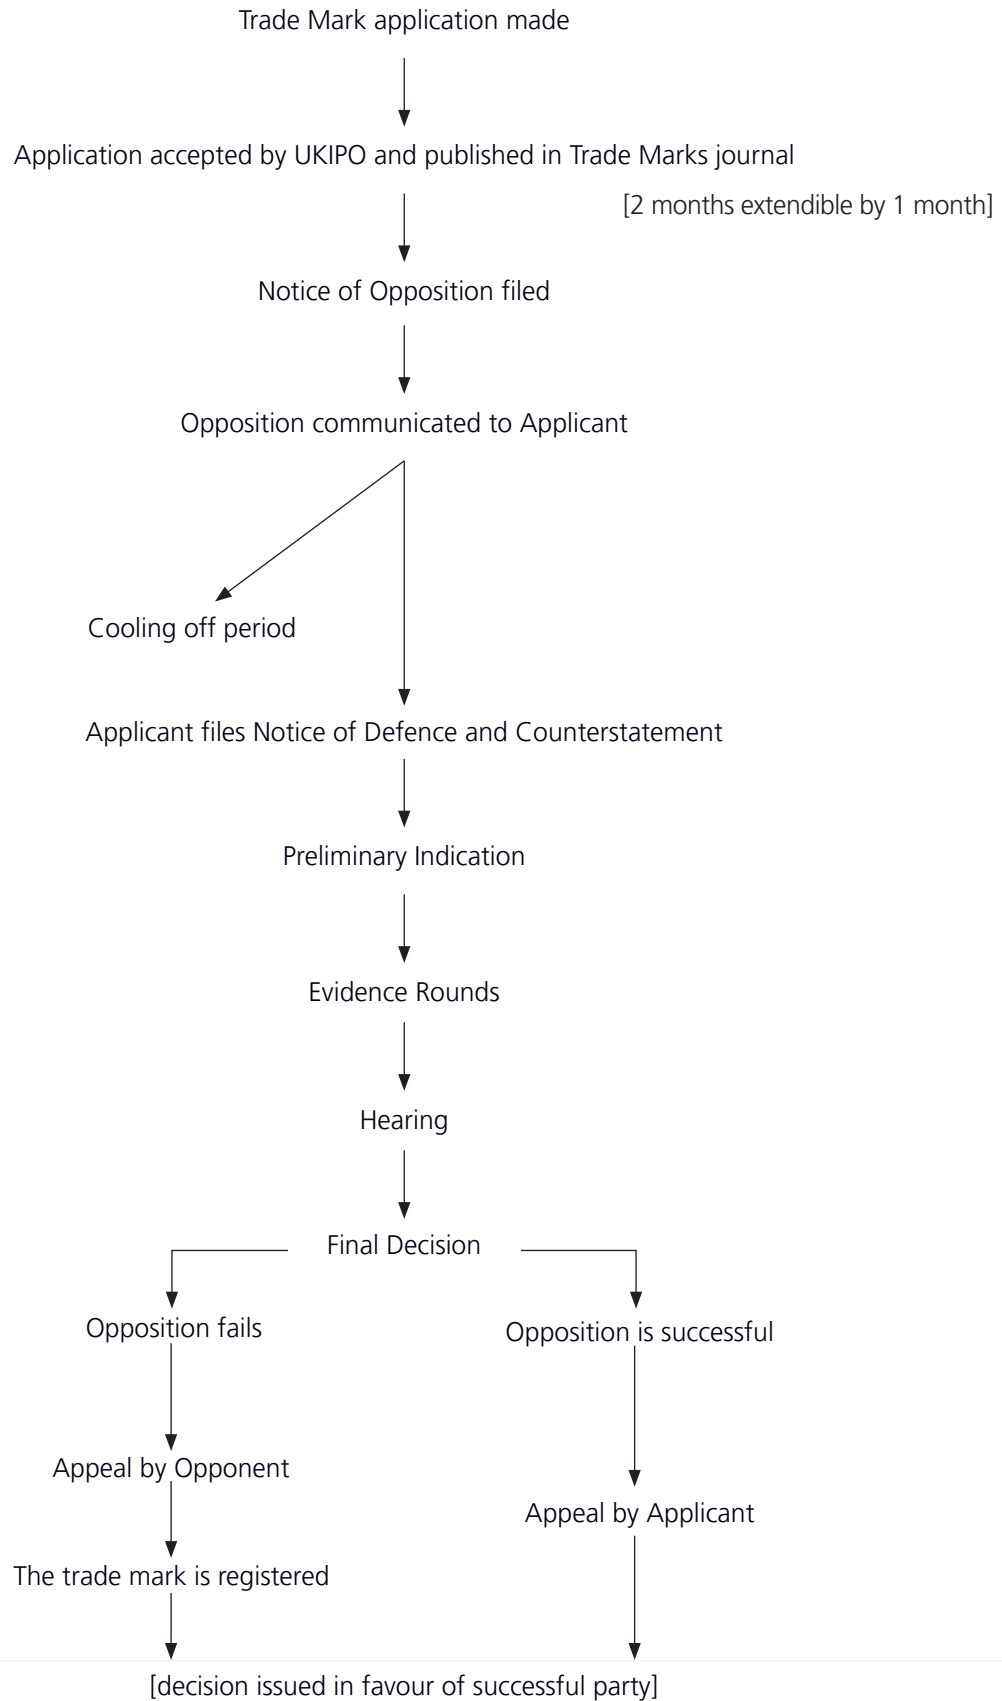 Trade Mark application made
Application accepted by UKIPO and published in Trade Marks journal
[2 months extendible by 1 month]
Notice of Opposition filed
Opposition communicated to Applicant
Cooling off period
Applicant files Notice of Defence and Counterstatement
Preliminary Indication
Evidence Rounds
Hearing
Final Decision
Opposition fails
Opposition is successful
Appeal by Opponent
Appeal by Applicant
The trade mark is registered
[decision issued in favour of successful party]